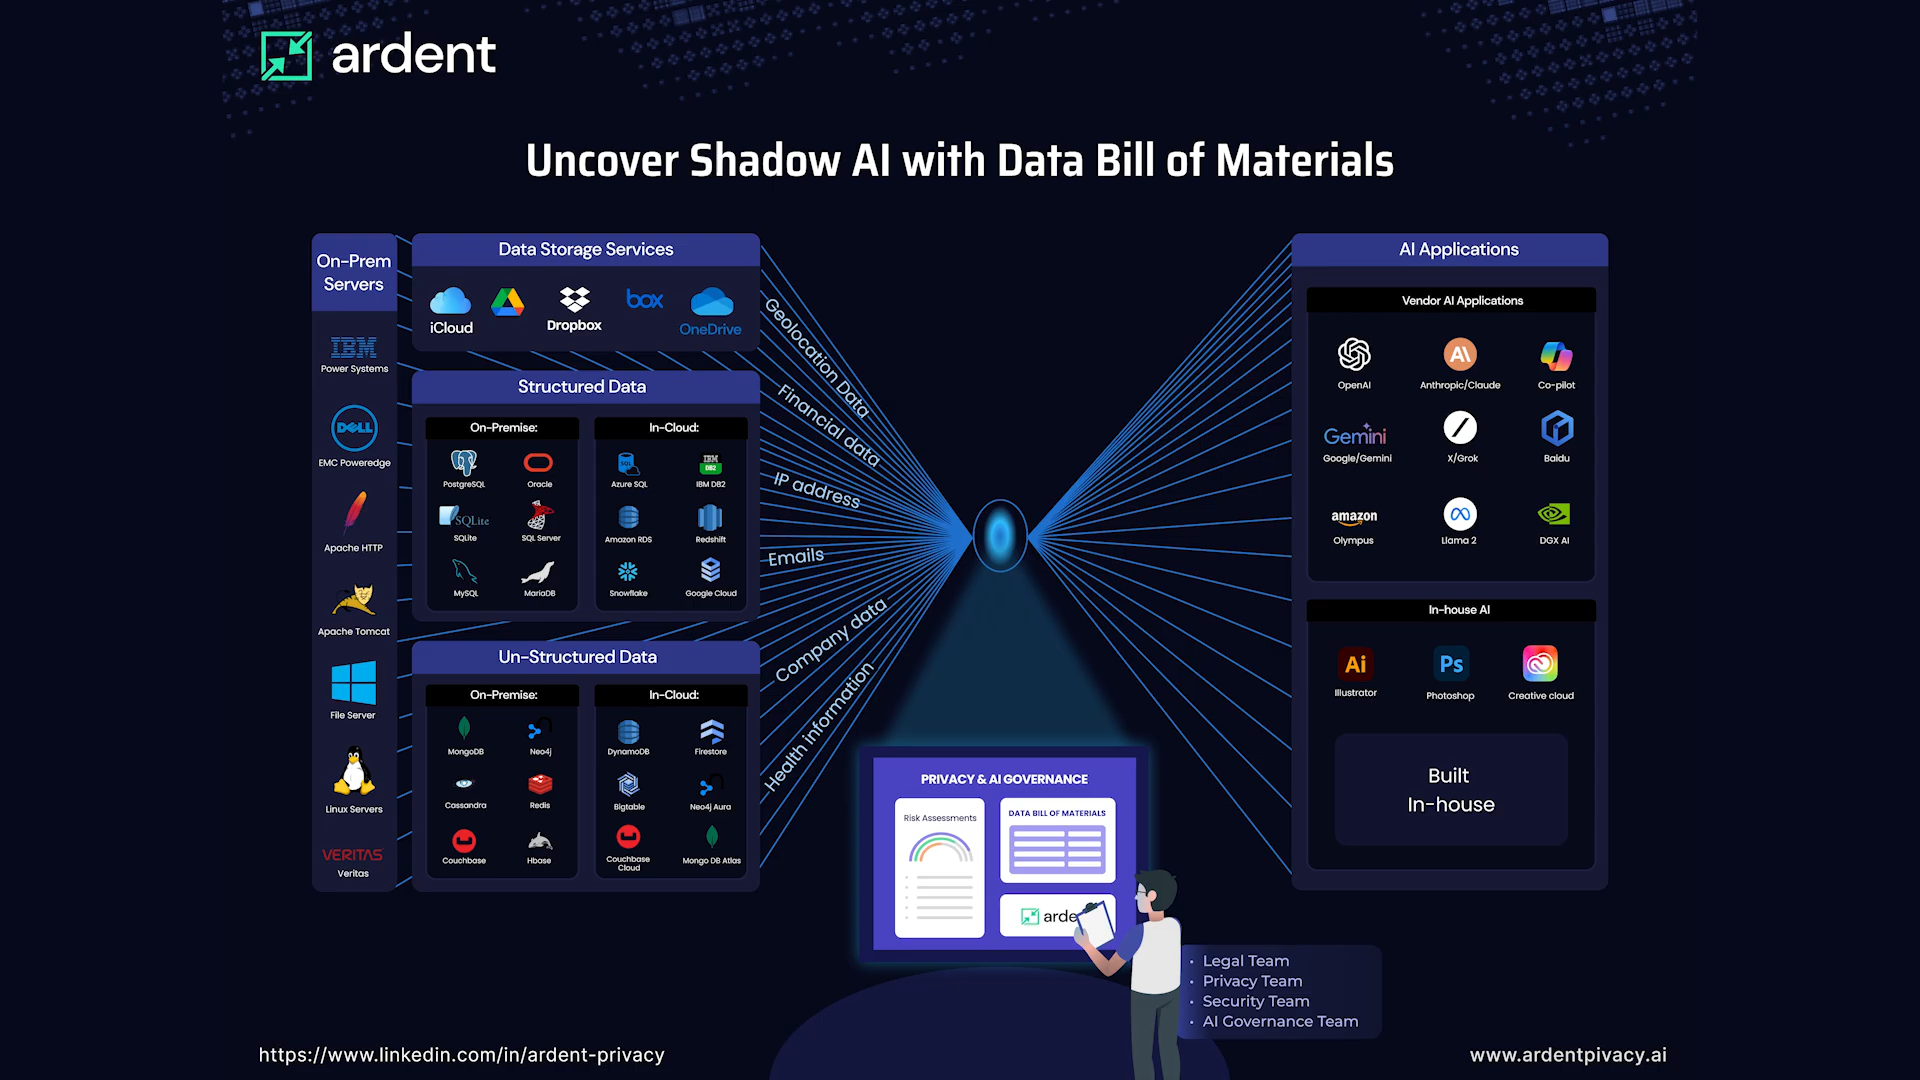 ardent
Uncover Shadow AI with Data Bill of Materials
On-Prem
Servers
IBM
Power Systems
DELL
EMC Poweredge
Apache HTTP
Apache Tomcat
File Server
Linux Servers
VERITAS
Veritas
Data Storage Services
iCloud
Dropbox
box
OneDrive
Structured Data
On-Premise:
PostgreSQL
Oracle
SQLite
SQLite
SQL Server
MySQL
MariaDB
In-Cloud:
SQL
Azure SQL
IBM
DB2
IBM DB2
Amazon RDS
Redshift
Snowflake
Google Cloud
Un-Structured Data
On-Premise:
MongoDB
Neo4j
Cassandra
Redis
Couchbase
Hbase
In-Cloud:
DynamoDB
Firestore
Bigtable
Neo4j Aura
Couchbase
Cloud
Mongo DB Atlas
Geolocation Data
Financial data
IP address
Emails
Company data
Health information
PRIVACY & AI GOVERNANCE
Risk Assessments
DATA BILL OF MATERIALS
arde
Legal Team
Privacy Team
Security Team
AI Governance Team
AI Applications
Vendor AI Applications
OpenAI
AI
Anthropic/Claude
Co-pilot
Gemini
Google/Gemini
X/Grok
Baidu
amazon
Olympus
Llama 2
DGX AI
In-house AI
Ai
Illustrator
Ps
Photoshop
Creative cloud
Built
In-house
https://www.linkedin.com/in/ardent-privacy
www.ardentpivacy.ai